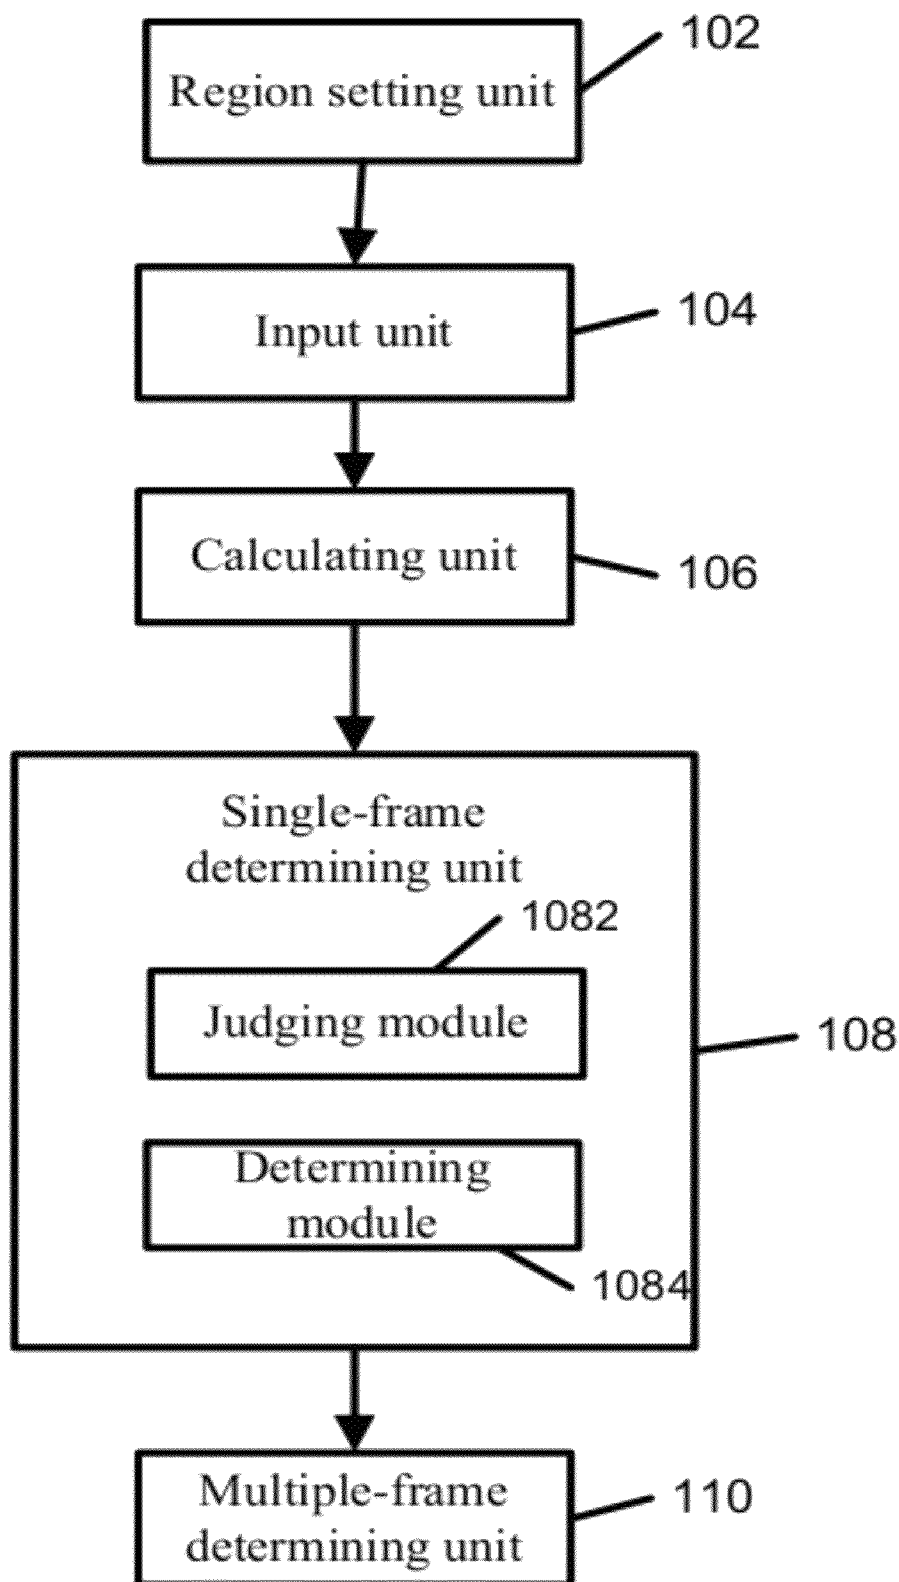 102
Region setting unit
104
Input unit
Calculating unit
106
Single-frame
determining unit
1082
Judging module
108
Determining
module
1084
Multiple-frame
110
determining unit